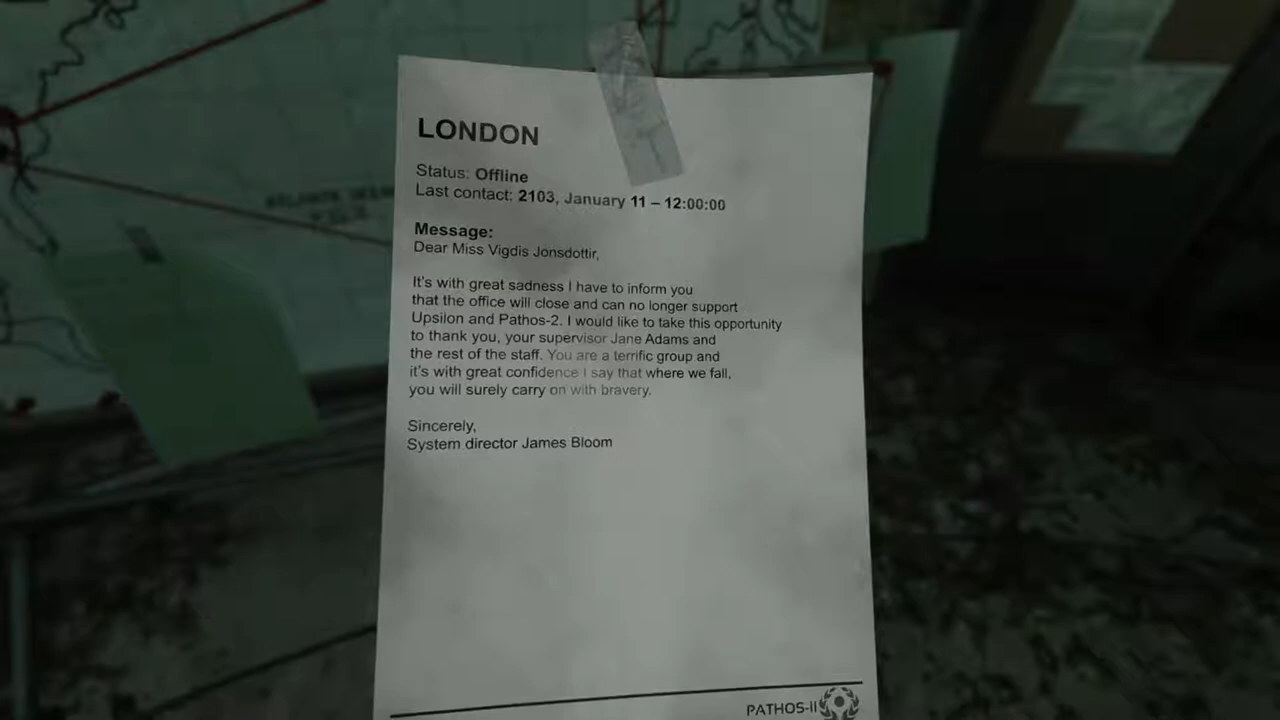 LONDON
Status: Offline
Last contact: 2103, January 11 – 12:00:00
Message:
Dear Miss Vigdis Jonsdottir,
It's with great sadness I have to inform you
that the office will close and can no longer support
Upsilon and Pathos-2. I would like to take this opportunity
to thank you, your supervisor Jane Adams and
the rest of the staff. You are a terrific group and
it's with great confidence I say that where we fall,
you will surely carry on with bravery.
Sincerely,
System director James Bloom
PATHOS-II
ATLANTIC OCEAN